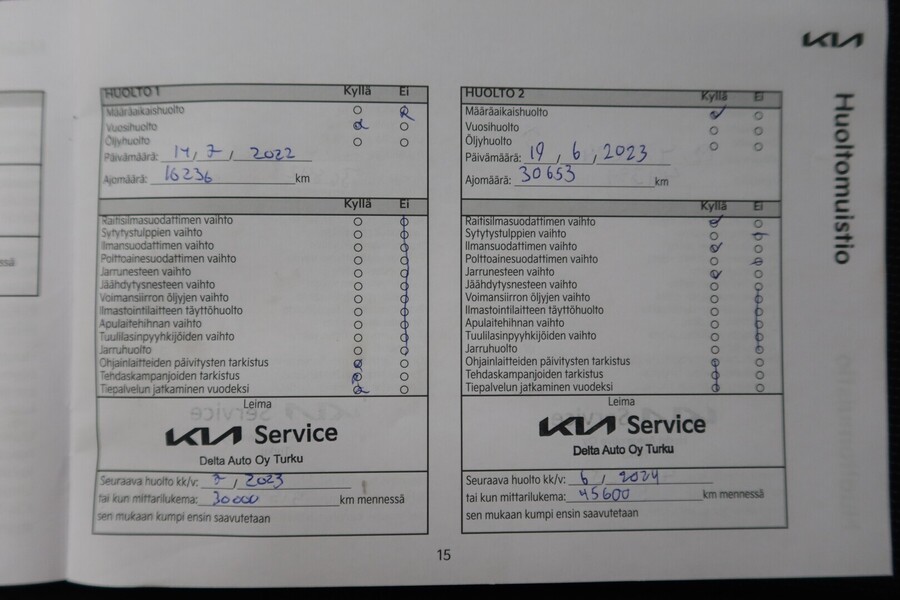 KIA
Huoltomuistio
HUOLTO 1 Kyllä Ei
Määräaikaishuolto
Vuosihuolto
Öljyhuolto
Päivämäärä: 14, 7, 2022
Ajomäärä: 16236 km
Kyllä Ei
Raitisilmasuodattimen vaihto
Sytytystulppien vaihto
Ilmansuodattimen vaihto
Polttoainesuodattimen vaihto
Jarrunesteen vaihto
Jäähdytysnesteen vaihto
Voimansiirron öljyjen vaihto
Ilmastointilaitteen täyttöhuolto
Apulaitehihnan vaihto
Tuulilasinpyyhkijöiden vaihto
Jarruhuolto
Ohjainlaitteiden päivitysten tarkistus
Tehdaskampanjoiden tarkistus
Tiepalvelun jatkaminen vuodeksi
Leima
KIA Service
Delta Auto Oy Turku
Seuraava huolto kk/v: 7, 2023
tai kun mittarilukema: 30000 km mennessä
sen mukaan kumpi ensin saavutetaan
HUOLTO 2 Kyllä Ei
Määräaikaishuolto
Vuosihuolto
Öljyhuolto
Päivämäärä: 19, 6, 2023
Ajomäärä: 30653 km
Kyllä Ei
Raitisilmasuodattimen vaihto
Sytytystulppien vaihto
Ilmansuodattimen vaihto
Polttoainesuodattimen vaihto
Jarrunesteen vaihto
Jäähdytysnesteen vaihto
Voimansiirron öljyjen vaihto
Ilmastointilaitteen täyttöhuolto
Apulaitehihnan vaihto
Tuulilasinpyyhkijöiden vaihto
Jarruhuolto
Ohjainlaitteiden päivitysten tarkistus
Tehdaskampanjoiden tarkistus
Tiepalvelun jatkaminen vuodeksi
Leima
KIA Service
Delta Auto Oy Turku
Seuraava huolto kk/v: 6, 2024
tai kun mittarilukema: 45600 km mennessä
sen mukaan kumpi ensin saavutetaan
15